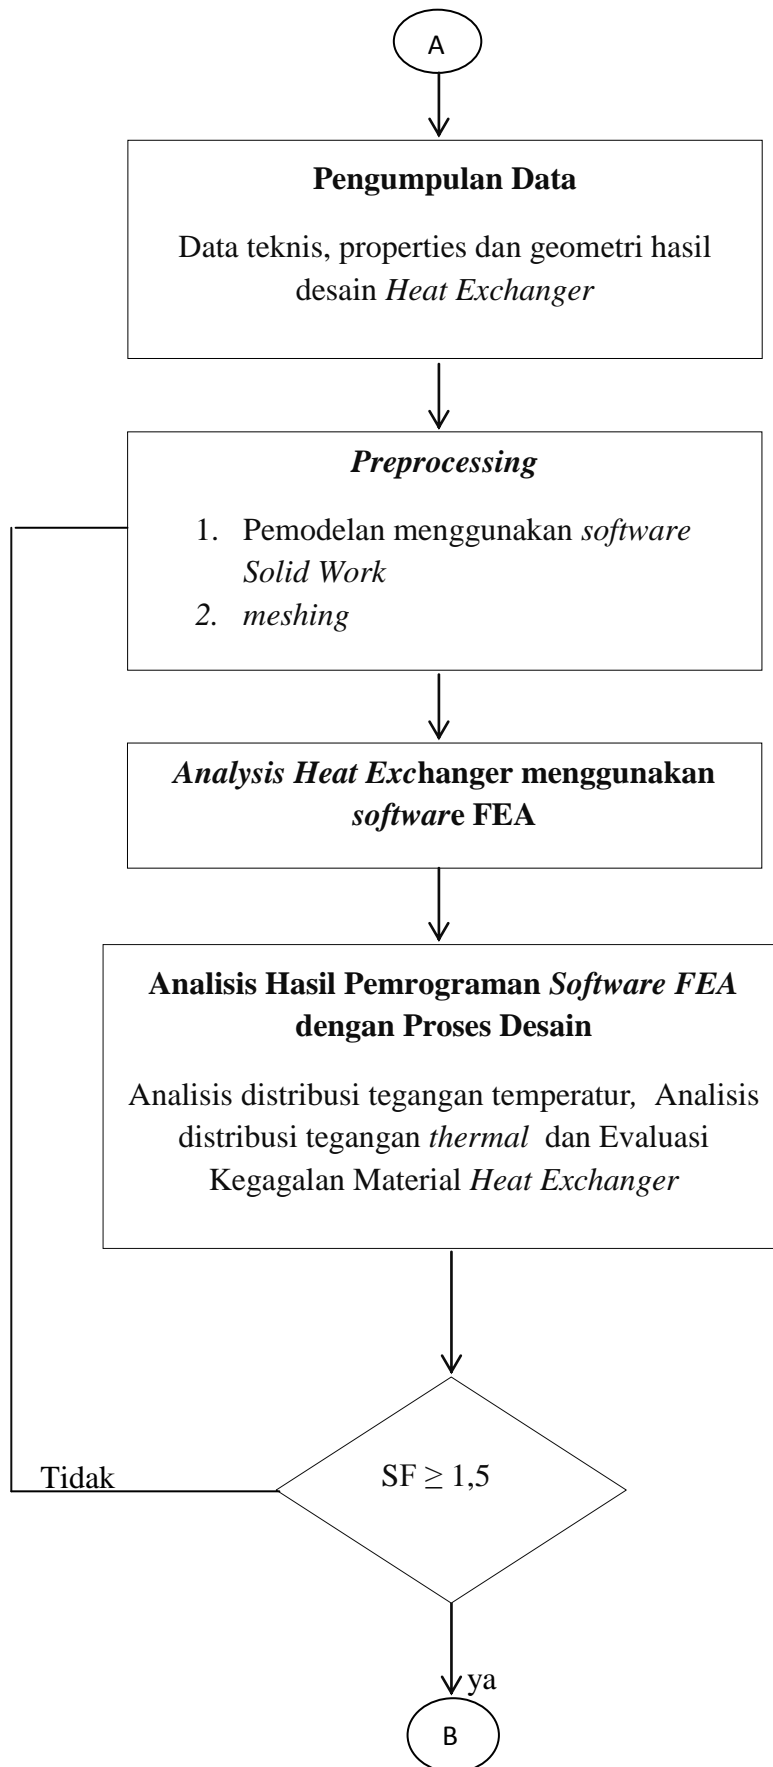 A
Pengumpulan Data
Data teknis, properties dan geometri hasil
desain Heat Exchanger
Preprocessing
1. Pemodelan menggunakan software
Solid Work
2. meshing
Analysis Heat Exchanger menggunakan
software FEA
Analisis Hasil Pemrograman Software FEA
dengan Proses Desain
Analisis distribusi tegangan temperatur, Analisis
distribusi tegangan thermal dan Evaluasi
Kegagalan Material Heat Exchanger
SF ≥ 1,5
Tidak
ya
B